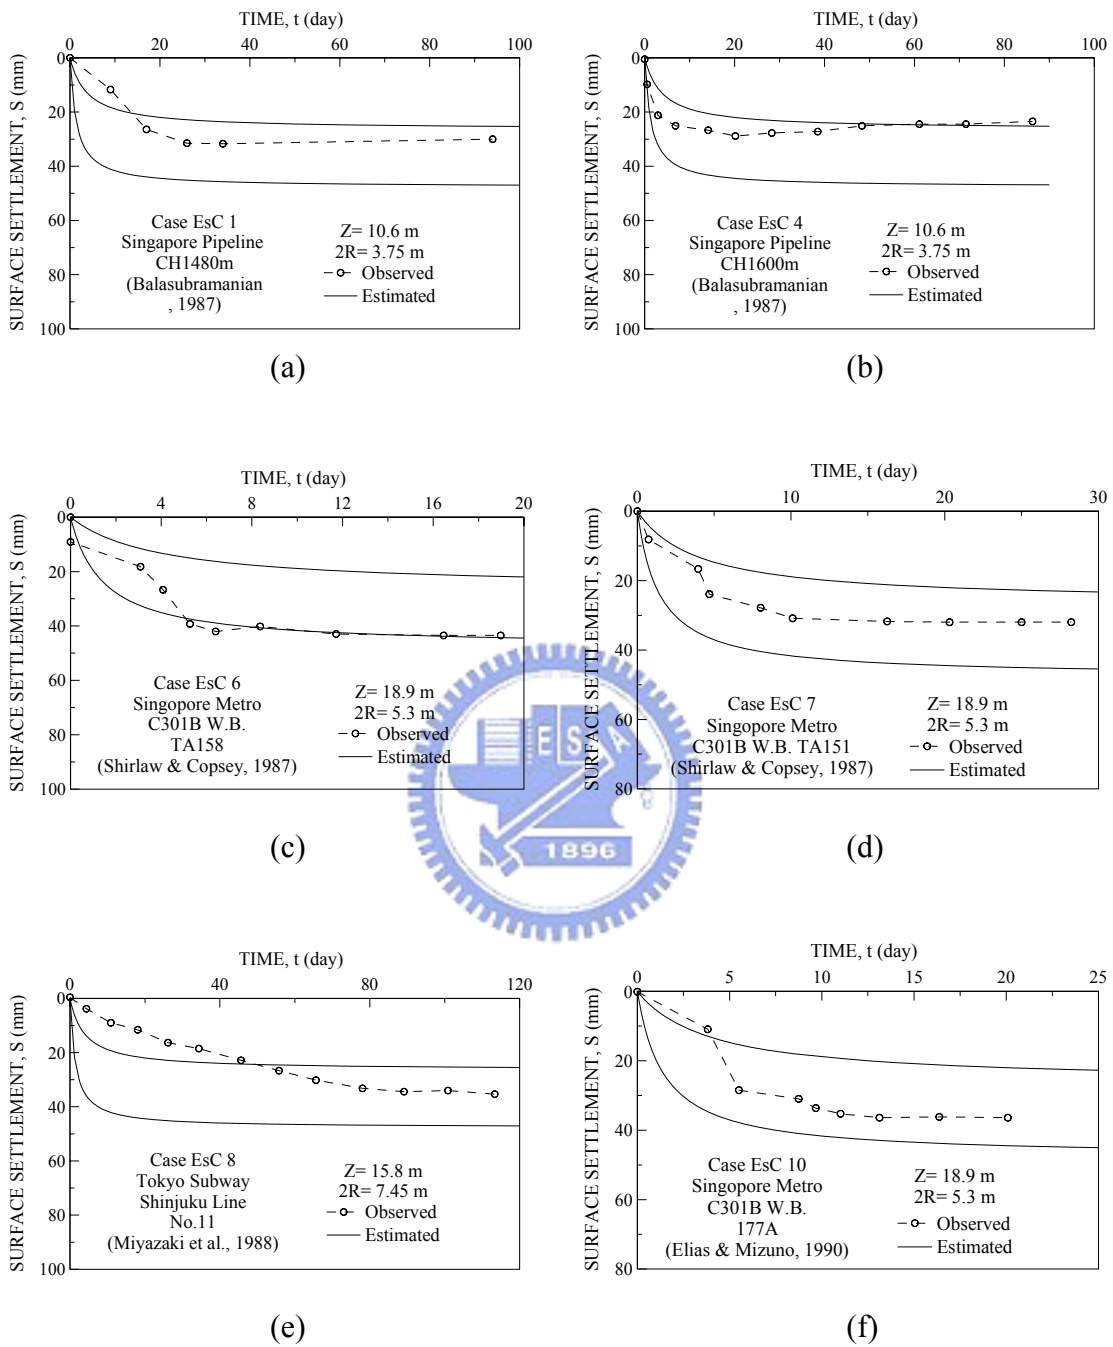 TIME, t (day)
0 20 40 60 80 100
SURFACE SETTLEMENT, S (mm)
0
20
40
60
80
100
Case EsC 1
Singapore Pipeline
CH1480m
(Balasubramanian
, 1987)
Z= 10.6 m
2R= 3.75 m
Observed
Estimated
(a)
TIME, t (day)
0 20 40 60 80 100
SURFACE SETTLEMENT, S (mm)
0
20
40
60
80
100
Case EsC 4
Singapore Pipeline
CH1600m
(Balasubramanian
, 1987)
Z= 10.6 m
2R= 3.75 m
Observed
Estimated
(b)
TIME, t (day)
0 4 8 12 16 20
SURFACE SETTLEMENT, S (mm)
0
20
40
60
80
100
Case EsC 6
Singopore Metro
C301B W.B.
TA158
(Shirlaw & Copsey, 1987)
Z= 18.9 m
2R= 5.3 m
Observed
Estimated
(c)
TIME, t (day)
0 10 20 30
SURFACE SETTLEMENT, S (mm)
0
20
40
60
80
Case EsC 7
Singopore Metro
C301B W.B. TA151
(Shirlaw & Copsey, 1987)
Z= 18.9 m
2R= 5.3 m
Observed
Estimated
(d)
E S A
1896
TIME, t (day)
0 40 80 120
SURFACE SETTLEMENT, S (mm)
0
20
40
60
80
100
Case EsC 8
Tokyo Subway
Shinjuku Line
No.11
(Miyazaki et al., 1988)
Z= 15.8 m
2R= 7.45 m
Observed
Estimated
(e)
TIME, t (day)
0 5 10 15 20 25
SURFACE SETTLEMENT, S (mm)
0
20
40
60
80
Case EsC 10
Singopore Metro
C301B W.B.
177A
(Elias & Mizuno, 1990)
Z= 18.9 m
2R= 5.3 m
Observed
Estimated
(f)